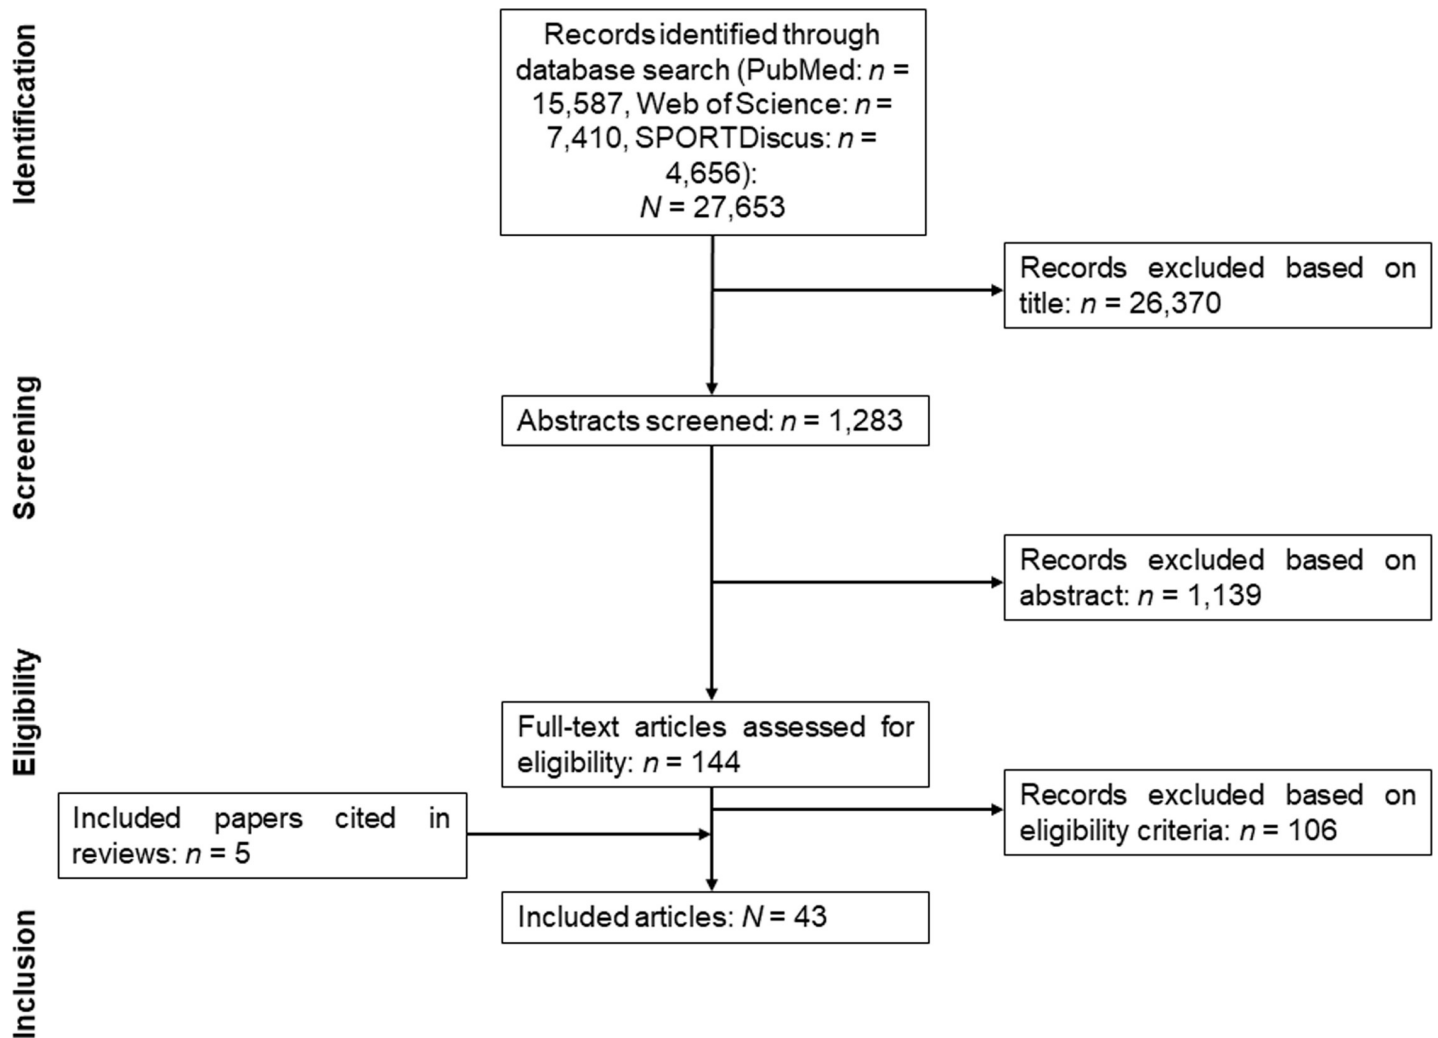 Identification
Records identified through
database search (PubMed: n =
15,587, Web of Science: n =
7,410, SPORTDiscus: n =
4,656):
N = 27,653
Records excluded based on
title: n = 26,370
Screening
Abstracts screened: n = 1,283
Records excluded based on
abstract: n = 1,139
Eligibility
Full-text articles assessed for
eligibility: n = 144
Included papers cited in
reviews: n = 5
Records excluded based on
eligibility criteria: n = 106
Inclusion
Included articles: N = 43